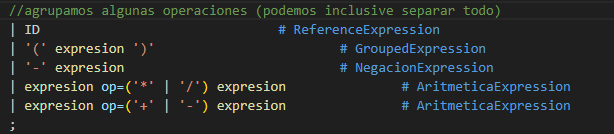 //agrupamos algunas operaciones (podemos inclusive separar todo)
| ID # ReferenceExpression
| '(' expresion ')' # GroupedExpression
| '-' expresion # NegacionExpression
| expresion op=('*' | '/') expresion # AritmeticaExpression
| expresion op=('+' | '-') expresion # AritmeticaExpression
;